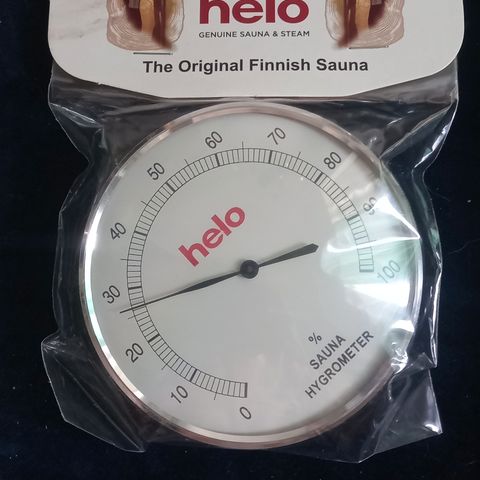 helo
GENUINE SAUNA & STEAM
The Original Finnish Sauna
0
10
20
30
40
50
60
70
80
90
100
helo
%
SAUNA
HYGROMETER